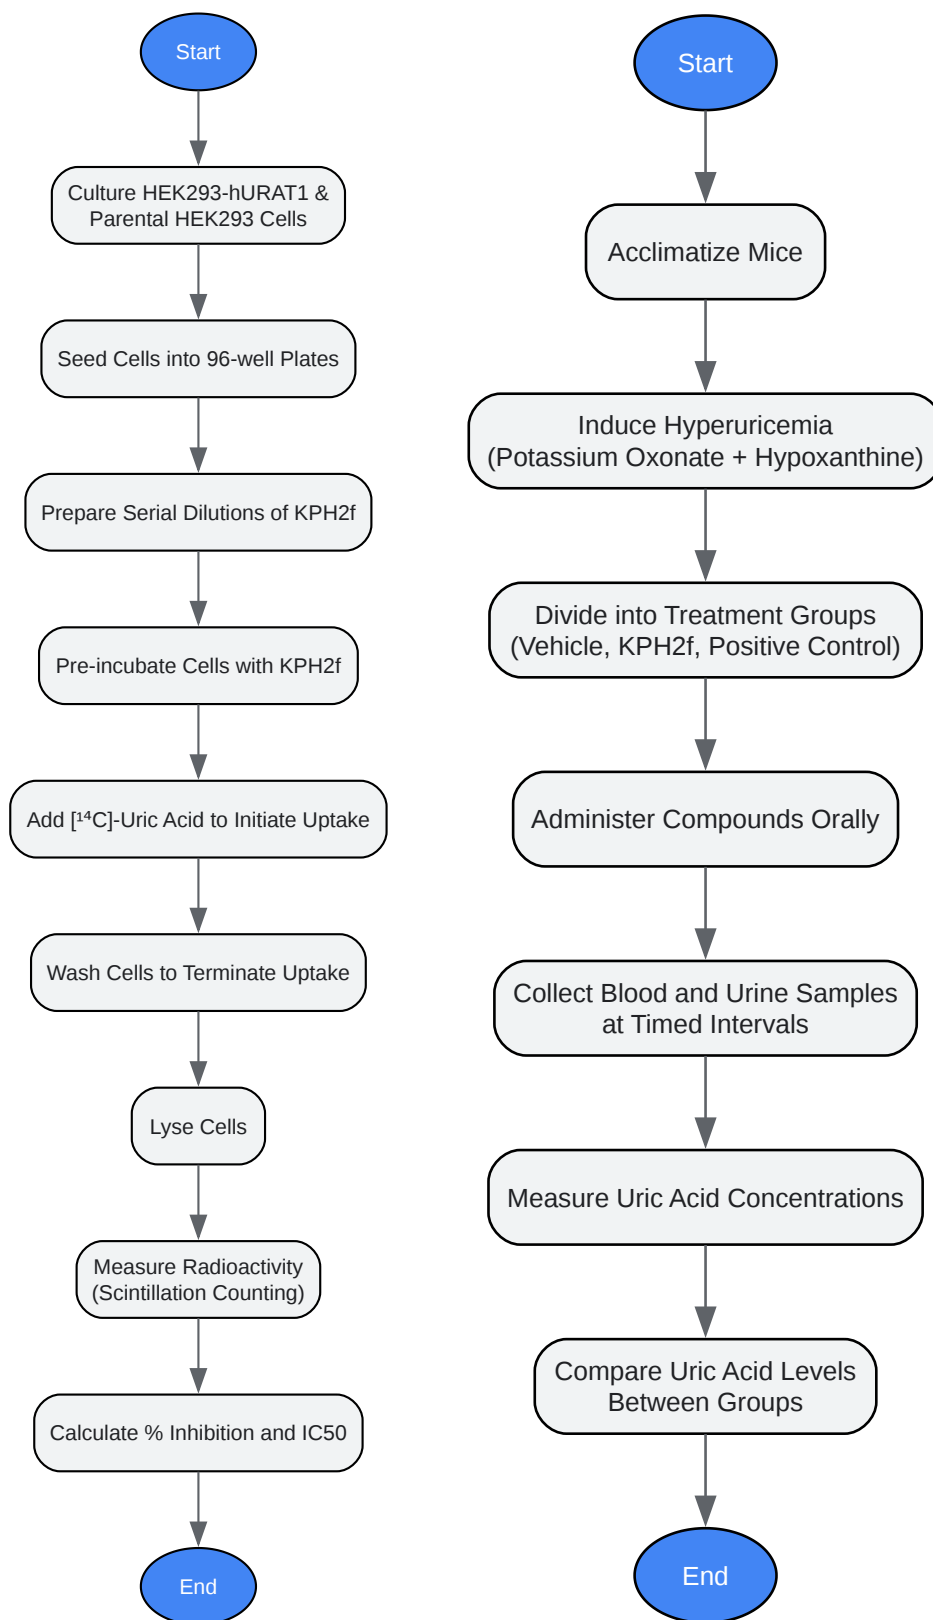 Start
Culture HEK293-hURAT1 &
Parental HEK293 Cells
Seed Cells into 96-well Plates
Prepare Serial Dilutions of KPH2f
Pre-incubate Cells with KPH2f
Add [¹⁴C]-Uric Acid to Initiate Uptake
Wash Cells to Terminate Uptake
Lyse Cells
Measure Radioactivity
(Scintillation Counting)
Calculate % Inhibition and IC50
End
Start
Acclimatize Mice
Induce Hyperuricemia
(Potassium Oxonate + Hypoxanthine)
Divide into Treatment Groups
(Vehicle, KPH2f, Positive Control)
Administer Compounds Orally
Collect Blood and Urine Samples
at Timed Intervals
Measure Uric Acid Concentrations
Compare Uric Acid Levels
Between Groups
End